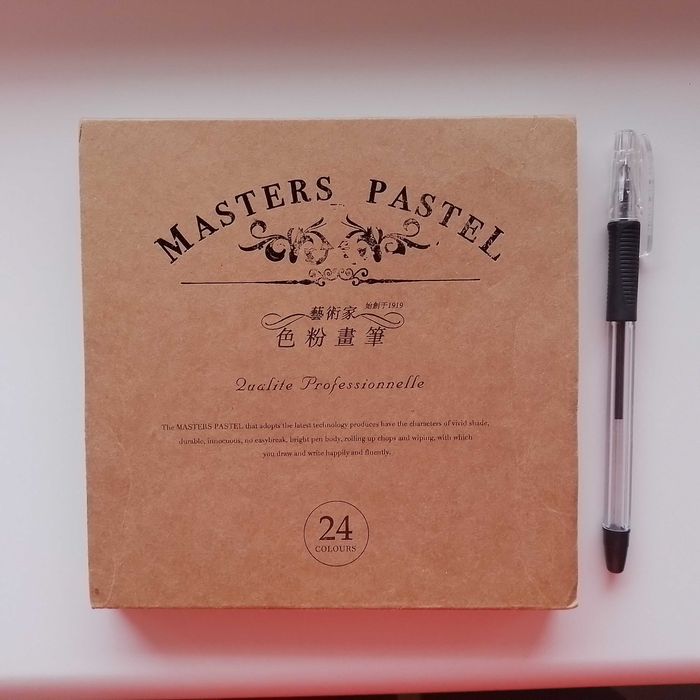 MASTERS PASTEL
始創于1919
藝術家
色粉畫筆
Qualite Professionnelle
The MASTERS PASTEL that adopts the latest technology produces have the characters of vivid shade,
durable, innocuous, no easybreak, bright pen body, rolling up chops and wiping, with which
you draw and write happily and fluently.
24
COLOURS